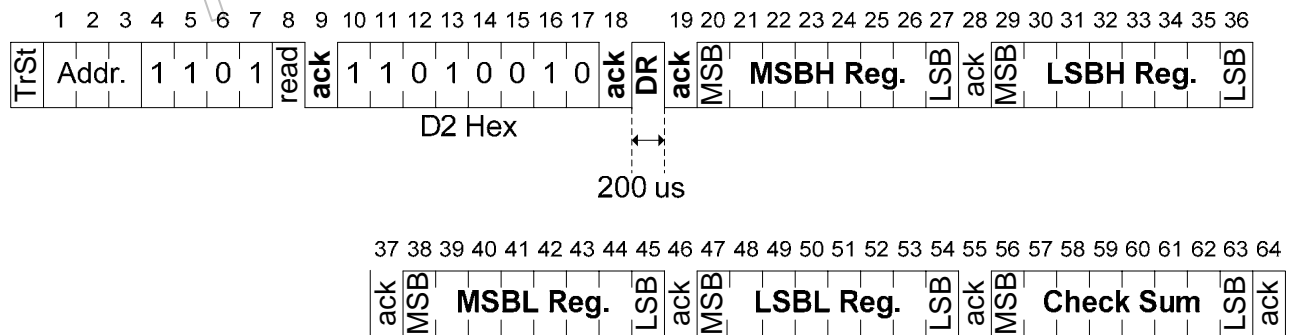 1 2 3 4 5 6 7 8 9 10 11 12 13 14 15 16 17 18 19 20 21 22 23 24 25 26 27 28 29 30 31 32 33 34 35 36
TrSt Addr. 1 1 0 1 read ack 1 1 0 1 0 0 1 0 ack DR ack MSB MSBH Reg. LSB ack MSB LSBH Reg. LSB
D2 Hex
200 us
37 38 39 40 41 42 43 44 45 46 47 48 49 50 51 52 53 54 55 56 57 58 59 60 61 62 63 64
ack MSB MSBL Reg. LSB ack MSB LSBL Reg. LSB ack MSB Check Sum LSB ack